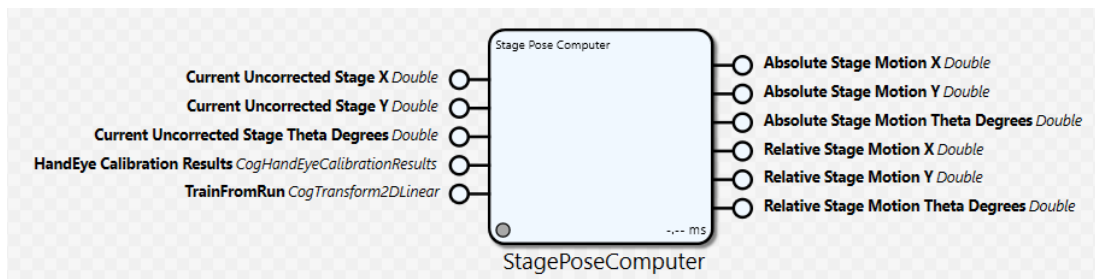 Stage Pose Computer
Current Uncorrected Stage X Double
Current Uncorrected Stage Y Double
Current Uncorrected Stage Theta Degrees Double
HandEye Calibration Results CogHandEyeCalibrationResults
TrainFromRun CogTransform2DLinear
Absolute Stage Motion X Double
Absolute Stage Motion Y Double
Absolute Stage Motion Theta Degrees Double
Relative Stage Motion X Double
Relative Stage Motion Y Double
Relative Stage Motion Theta Degrees Double
-.-- ms
StagePoseComputer